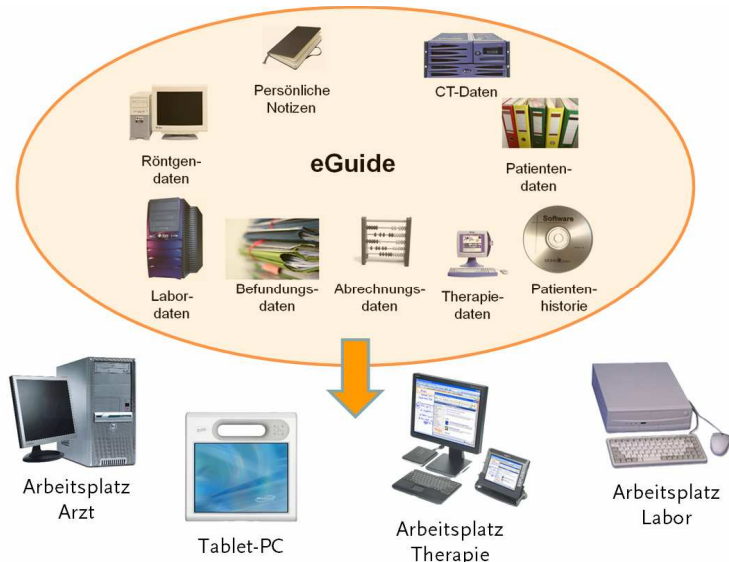 Persönliche
Notizen
CT-Daten
Röntgen-
daten
eGuide
Patienten-
daten
Software
Labor-
daten
Befundungs-
daten
Abrechnungs-
daten
Therapie-
daten
Patienten-
historie
Arbeitsplatz
Arzt
Tablet-PC
Arbeitsplatz
Therapie
Arbeitsplatz
Labor